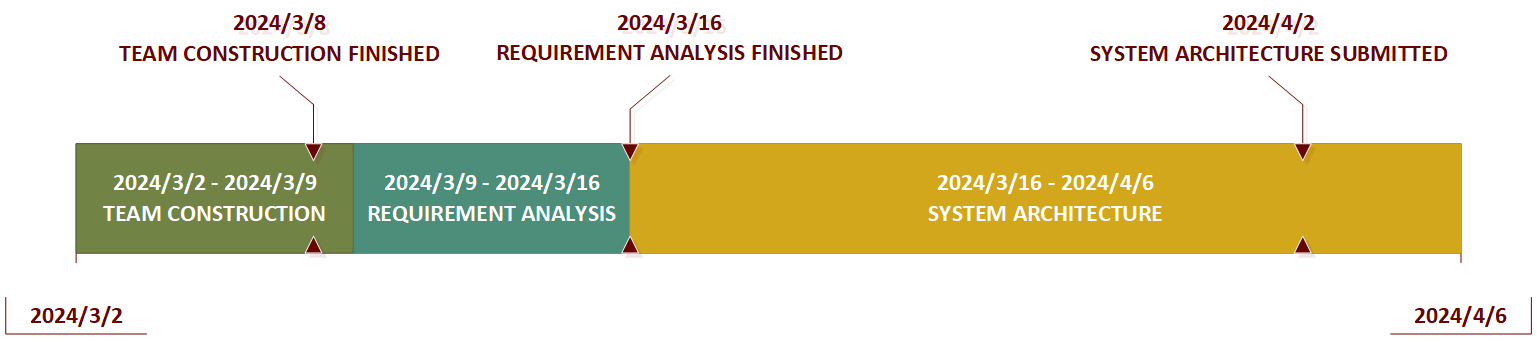 2024/3/8
TEAM CONSTRUCTION FINISHED
2024/3/16
REQUIREMENT ANALYSIS FINISHED
2024/4/2
SYSTEM ARCHITECTURE SUBMITTED
2024/3/2 - 2024/3/9
TEAM CONSTRUCTION
2024/3/9 - 2024/3/16
REQUIREMENT ANALYSIS
2024/3/16 - 2024/4/6
SYSTEM ARCHITECTURE
2024/3/2
2024/4/6